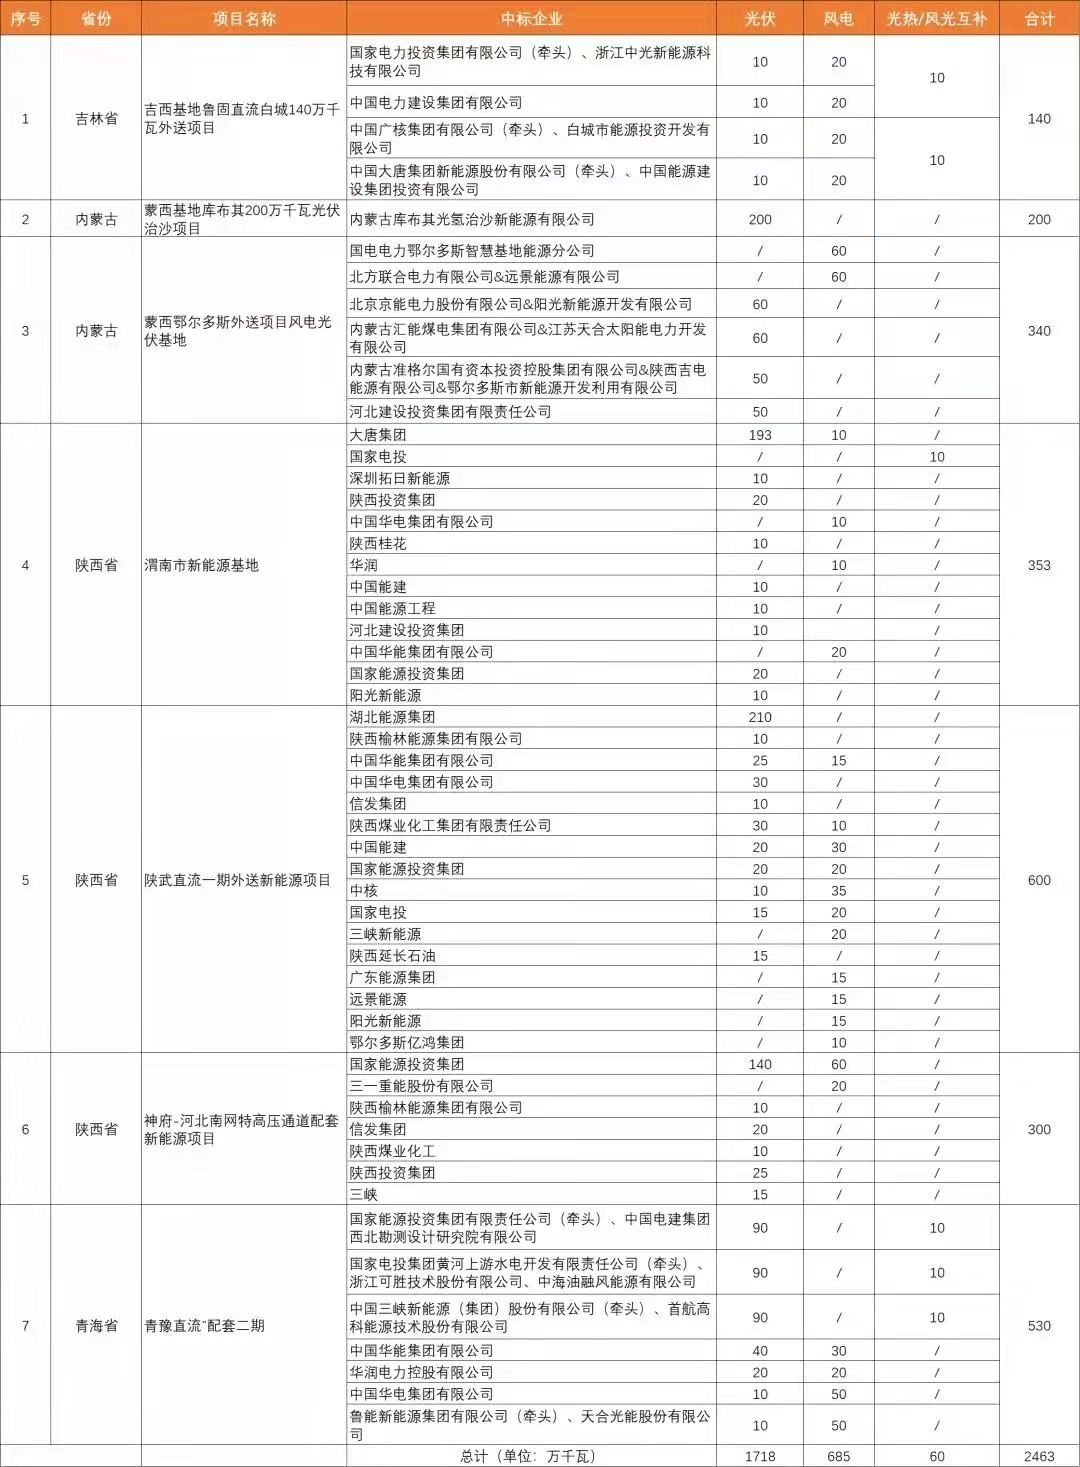 序号 省份 项目名称 中标企业 光伏 风电 光热/风光互补 合计
1 吉林省 吉西基地鲁固直流白城140万千
瓦外送项目
国家电力投资集团有限公司（牵头）、浙江中光新能源科
技有限公司
10 20 10 140
中国电力建设集团有限公司 10 20
中国广核集团有限公司（牵头）、白城市能源投资开发有
限公司
10 20 10
中国大唐集团新能源股份有限公司（牵头）、中国能源建
设集团投资有限公司
10 20
2 内蒙古 蒙西基地库布其200万千瓦光伏
治沙项目
内蒙古库布其光氢治沙新能源有限公司 200 / / 200
3 内蒙古 蒙西鄂尔多斯外送项目风电光
伏基地
国电电力鄂尔多斯智慧基地能源分公司 / 60 / 340
北方联合电力有限公司&远景能源有限公司 / 60 /
北京京能电力股份有限公司&阳光新能源开发有限公司 60 / /
内蒙古汇能煤电集团有限公司&江苏天合太阳能电力开发
有限公司
60 / /
内蒙古准格尔国有资本投资控股集团有限公司&陕西吉电
能源有限公司&鄂尔多斯市新能源开发利用有限公司
50 / /
河北建设投资集团有限责任公司 50 / /
4 陕西省 渭南市新能源基地
大唐集团 193 10 / 353
国家电投 / / 10
深圳拓日新能源 10 / /
陕西投资集团 20 / /
中国华电集团有限公司 / 10 /
陕西桂花 10 / /
华润 / 10 /
中国能建 10 / /
中国能源工程 10 / /
河北建设投资集团 10 /
中国华能集团有限公司 / 20 /
国家能源投资集团 20 / /
阳光新能源 10 / /
5 陕西省 陕武直流一期外送新能源项目
湖北能源集团 210 / / 600
陕西榆林能源集团有限公司 10 / /
中国华能集团有限公司 25 15 /
中国华电集团有限公司 30 / /
信发集团 10 / /
陕西煤业化工集团有限责任公司 30 10 /
中国能建 20 30 /
国家能源投资集团 20 20 /
中核 10 35 /
国家电投 15 20 /
三峡新能源 / 20 /
陕西延长石油 15 / /
广东能源集团 / 15 /
远景能源 / 15 /
阳光新能源 / 15 /
鄂尔多斯亿鸿集团 / 10 /
6 陕西省 神府-河北南网特高压通道配套
新能源项目
国家能源投资集团 140 60 / 300
三一重能股份有限公司 / 20 /
陕西榆林能源集团有限公司 10 / /
信发集团 20 / /
陕西煤业化工 10 / /
陕西投资集团 25 / /
三峡 15 / /
7 青海省 青豫直流”配套二期
国家能源投资集团有限责任公司（牵头）、中国电建集团
西北勘测设计研究院有限公司
90 / 10 530
国家电投集团黄河上游水电开发有限责任公司（牵头）、
浙江可胜技术股份有限公司、中海油融风能源有限公司
90 / 10
中国三峡新能源（集团）股份有限公司（牵头）、首航高
科能源技术股份有限公司
90 / 10
中国华能集团有限公司 40 30 /
华润电力控股有限公司 20 20 /
中国华电集团有限公司 10 50 /
鲁能新能源集团有限公司（牵头）、天合光能股份有限公
司
10 50 /
总计（单位：万千瓦） 1718 685 60 2463